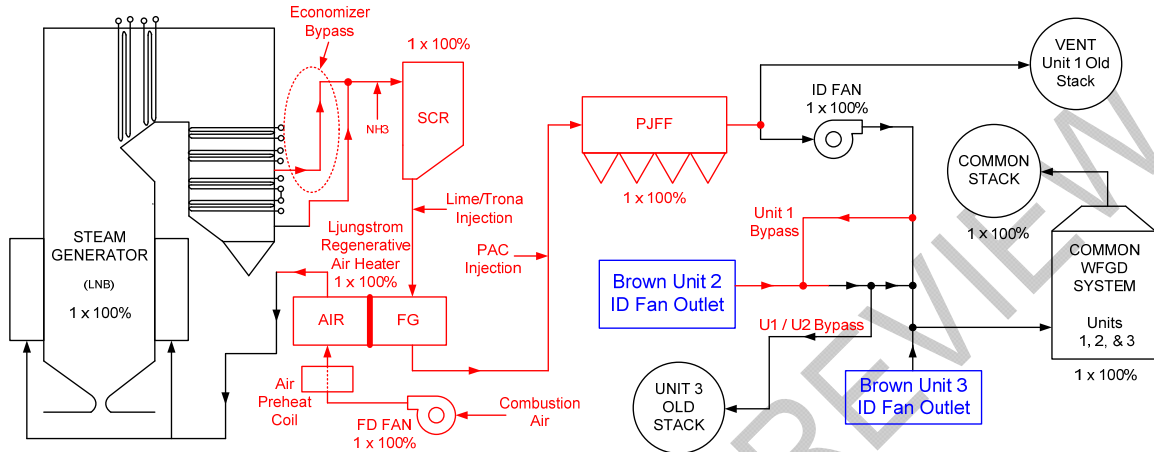 Economizer
Bypass
1 x 100%
SCR
NH3
STEAM
GENERATOR
(LNB)
1 x 100%
Lime/Trona
Injection
Ljungstrom
Regenerative
Air Heater
1 x 100%
AIR
FG
PAC
Injection
Air
Preheat
Coil
FD FAN
1 x 100%
Combustion
Air
PJFF
1 x 100%
ID FAN
1 x 100%
VENT
Unit 1 Old
Stack
COMMON
STACK
1 x 100%
Unit 1
Bypass
Brown Unit 2
ID Fan Outlet
U1 / U2 Bypass
UNIT 3
OLD
STACK
Brown Unit 3
ID Fan Outlet
COMMON
WFGD
SYSTEM
Units
1, 2, & 3
1 x 100%
REVIEW